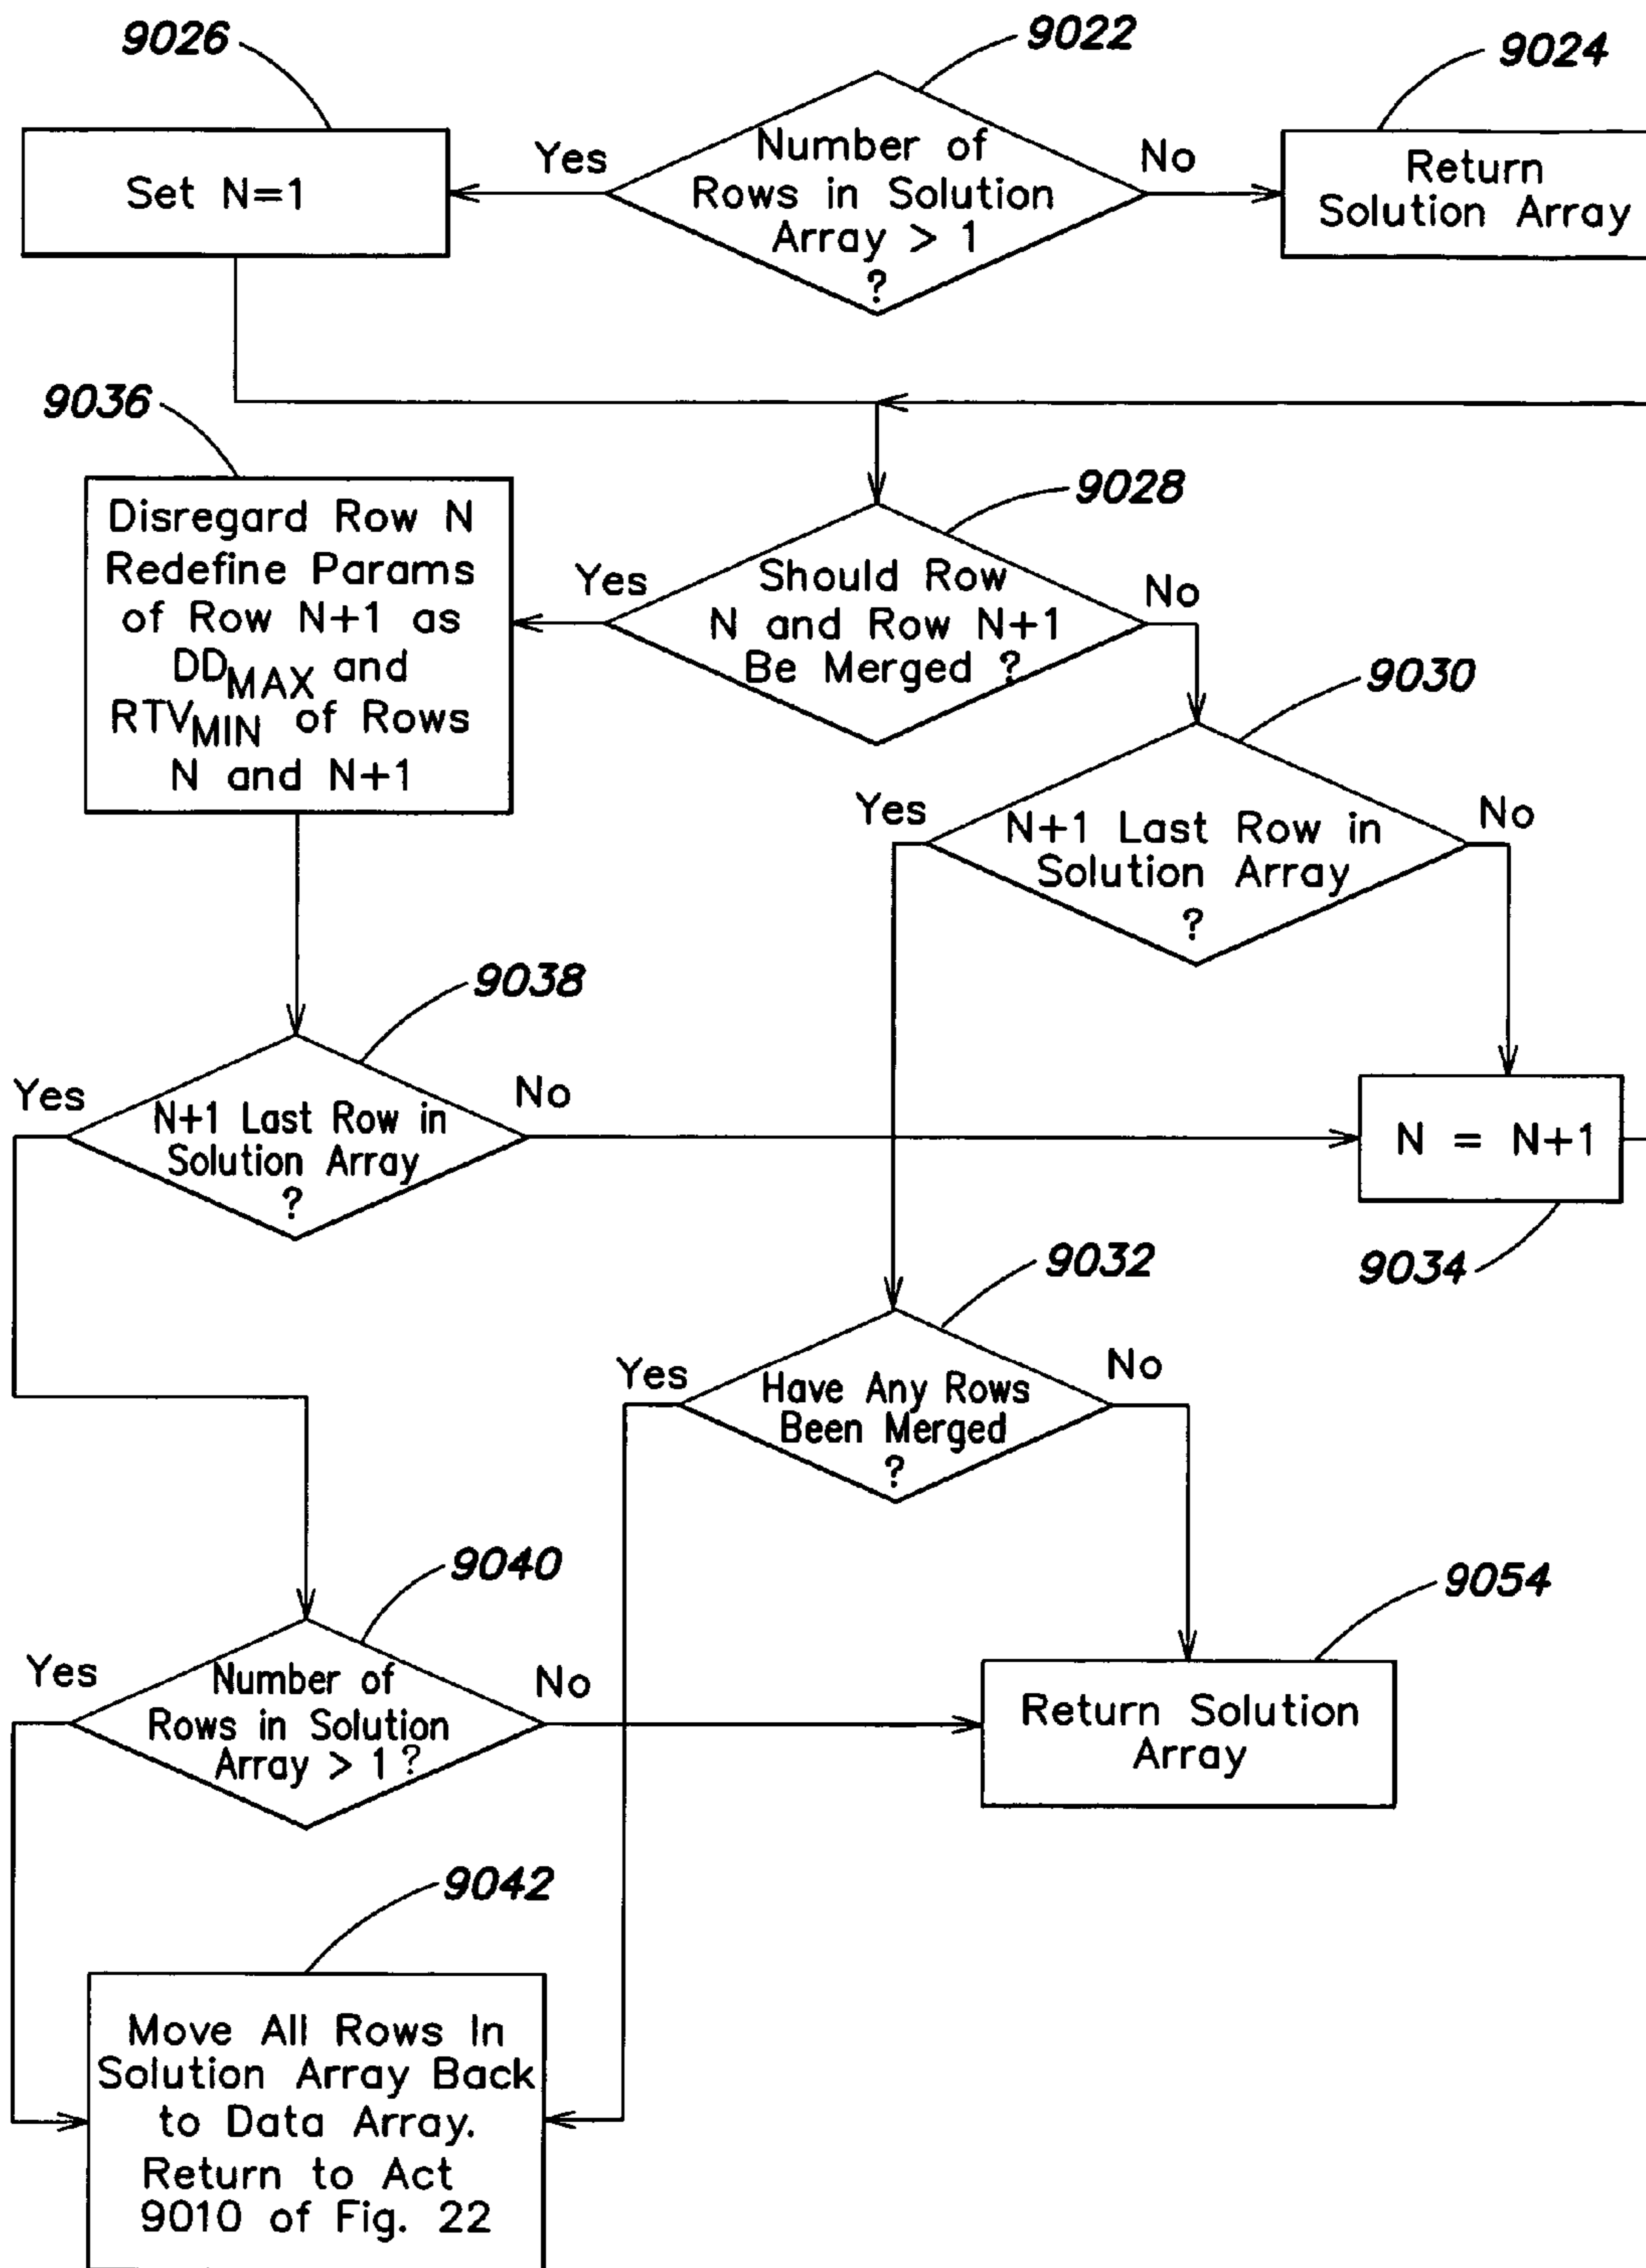 9026
9022
9024
Set N=1
Yes
Number of
Rows in Solution
Array > 1
?
No
Return
Solution Array
9036
9028
Disregard Row N
Redefine Params
of Row N+1 as
DDMAX and
RTVMIN of Rows
N and N+1
Yes
Should Row
N and Row N+1
Be Merged ?
No
9030
Yes
N+1 Last Row in
Solution Array
?
No
9038
Yes
N+1 Last Row in
Solution Array
?
No
N = N+1
9034
9032
Yes
Have Any Rows
Been Merged
?
No
9040
9054
Yes
Number of
Rows in Solution
Array > 1 ?
No
Return Solution
Array
9042
Move All Rows In
Solution Array Back
to Data Array.
Return to Act
9010 of Fig. 22